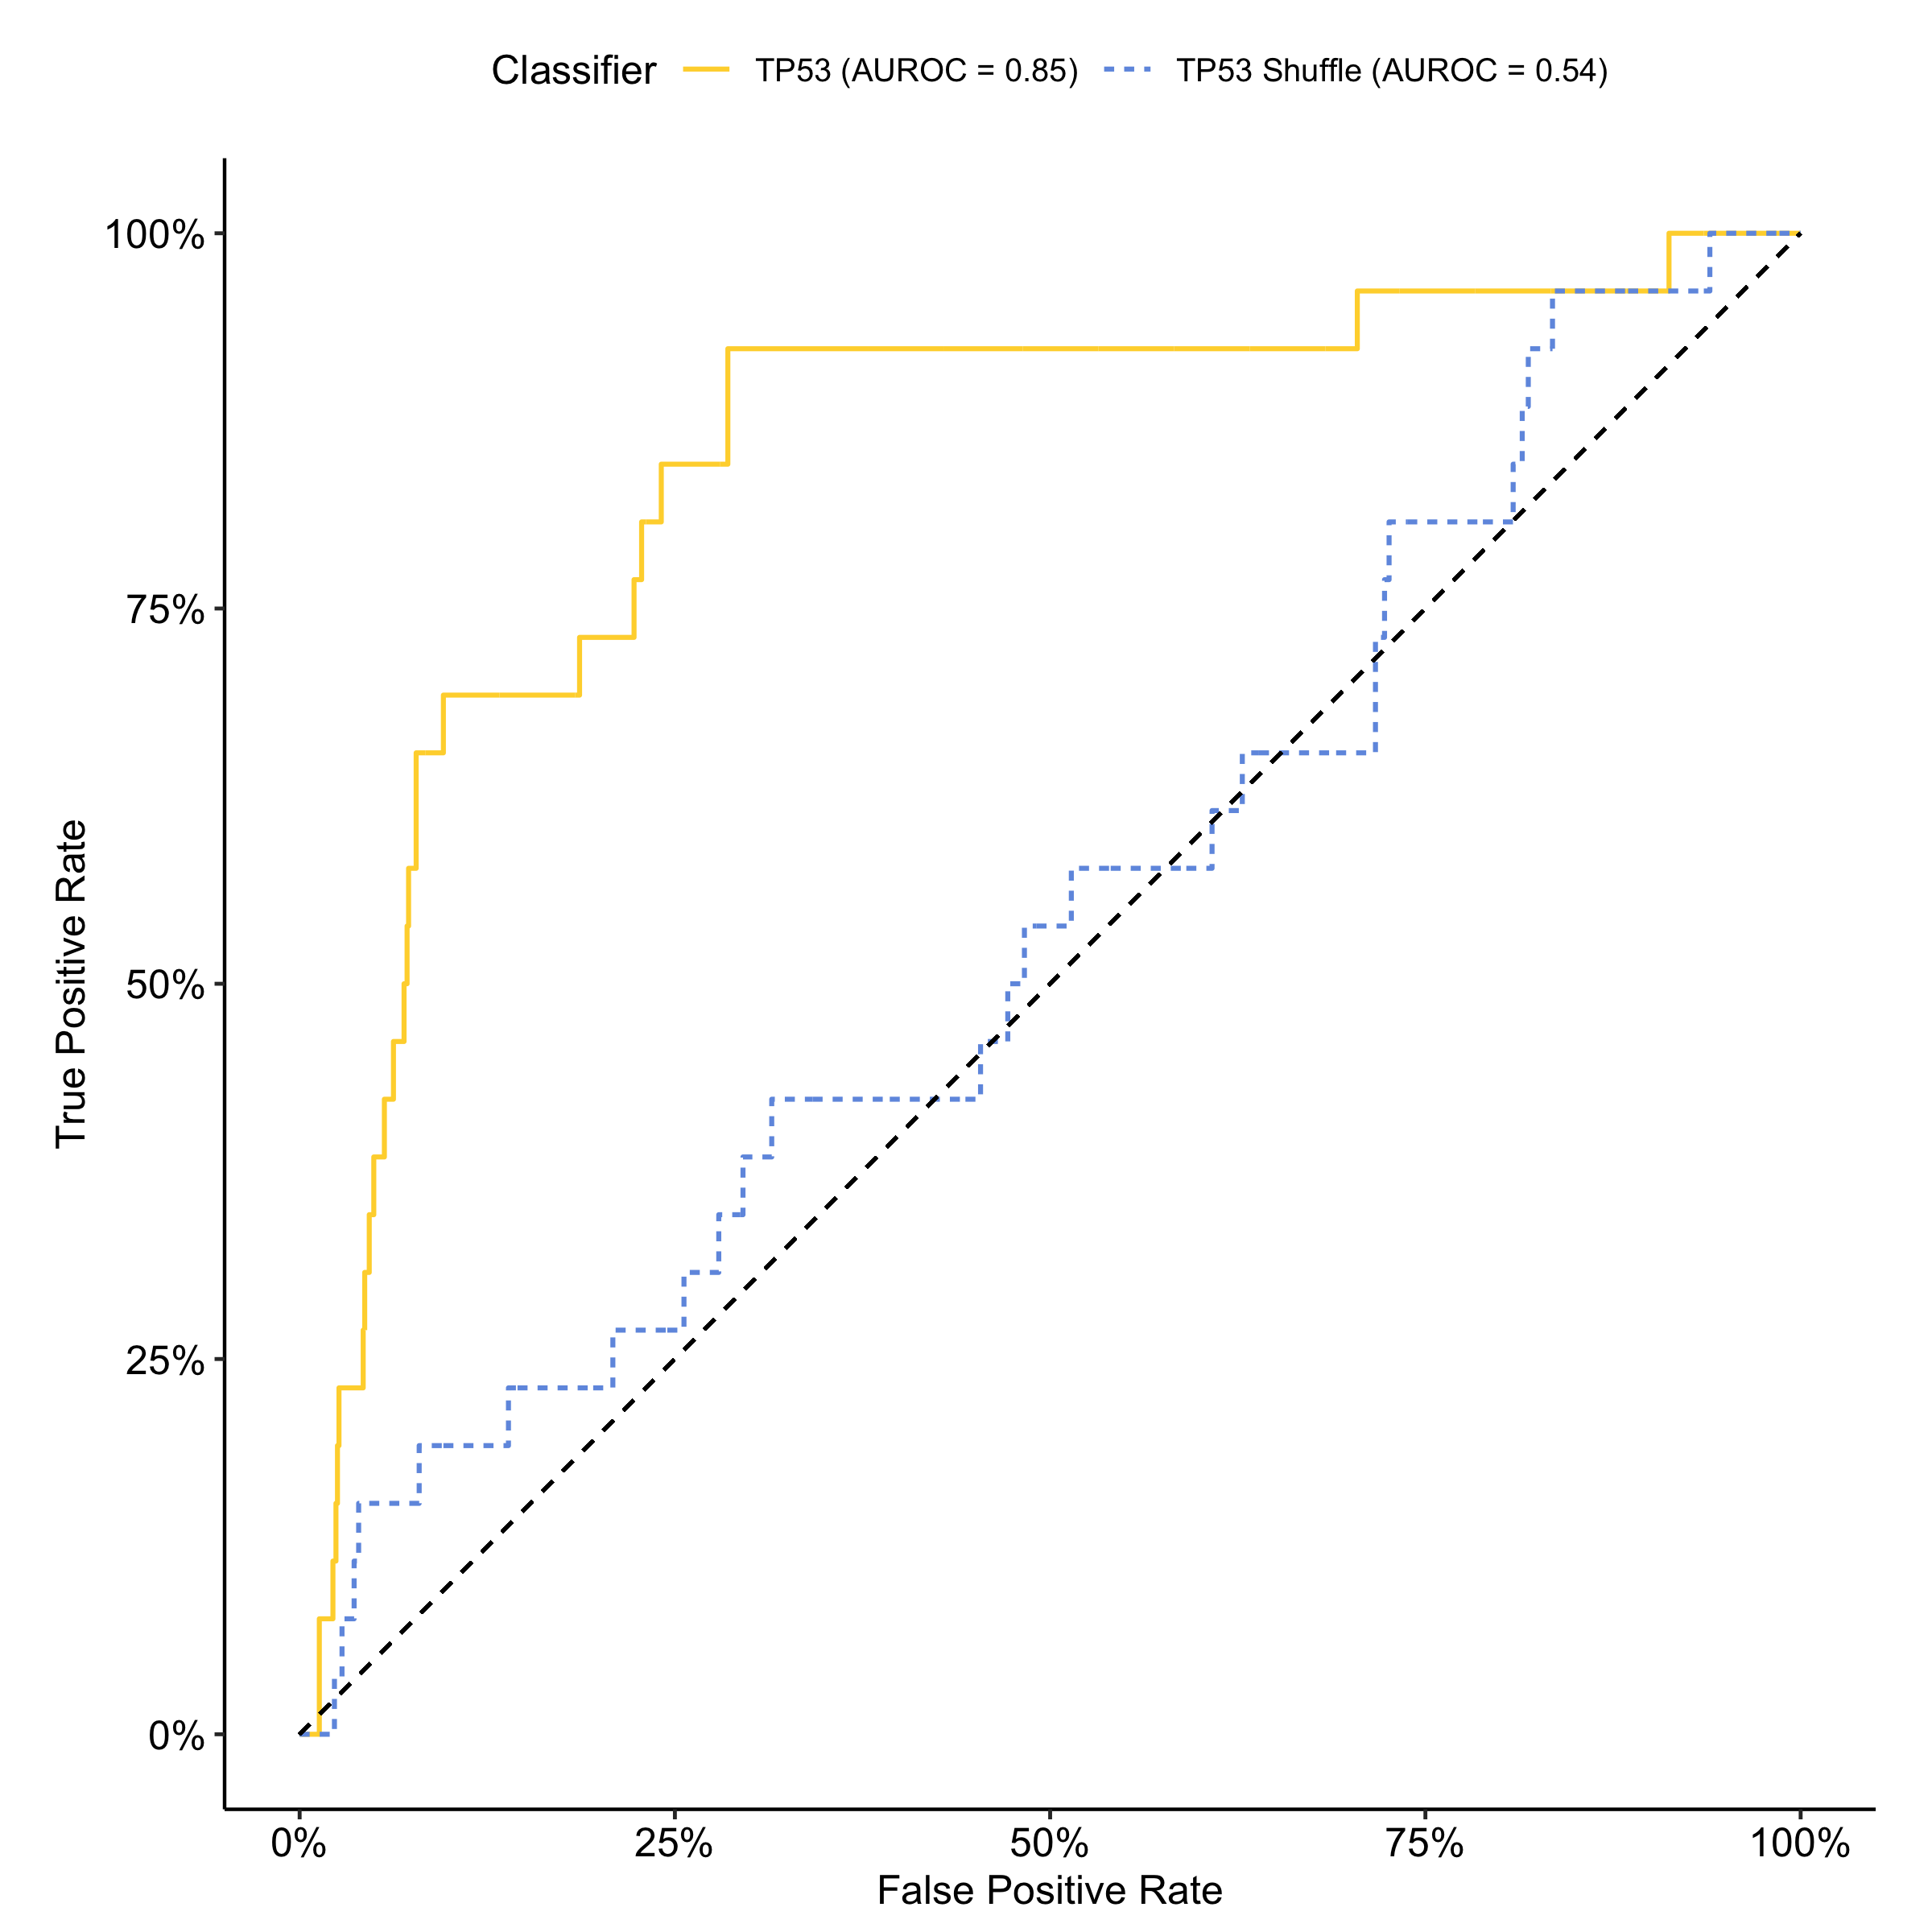 Classifier TP53 (AUROC = 0.85) TP53 Shuffle (AUROC = 0.54)
100%
75%
50%
25%
0%
True Positive Rate
0% 25% 50% 75% 100%
False Positive Rate